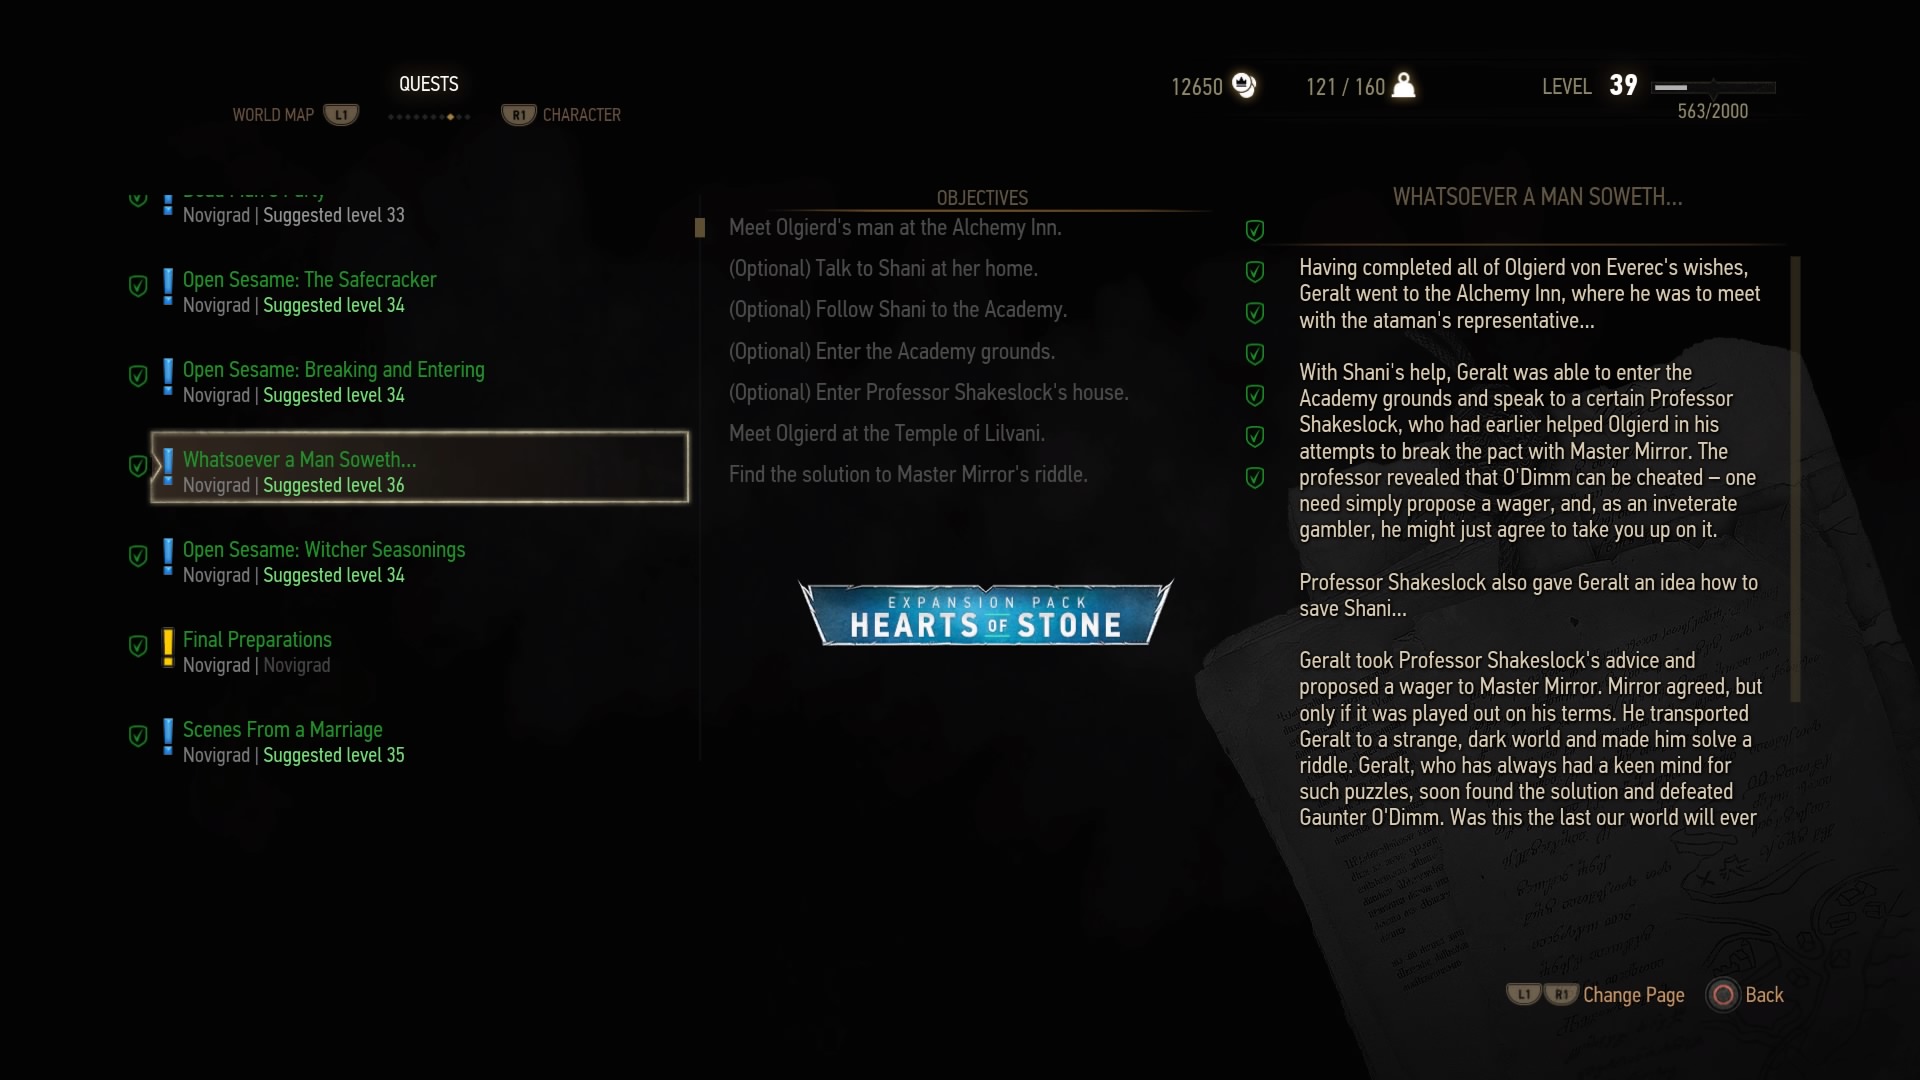 QUESTS
WORLD MAP L1
R1 CHARACTER
12650
121 / 160
LEVEL 39
563/2000
Novigrad | Suggested level 33
Open Sesame: The Safecracker
Novigrad | Suggested level 34
Open Sesame: Breaking and Entering
Novigrad | Suggested level 34
Whatsoever a Man Soweth...
Novigrad | Suggested level 36
Open Sesame: Witcher Seasonings
Novigrad | Suggested level 34
Final Preparations
Novigrad | Novigrad
Scenes From a Marriage
Novigrad | Suggested level 35
OBJECTIVES
Meet Olgierd's man at the Alchemy Inn.
(Optional) Talk to Shani at her home.
(Optional) Follow Shani to the Academy.
(Optional) Enter the Academy grounds.
(Optional) Enter Professor Shakeslock's house.
Meet Olgierd at the Temple of Lilvani.
Find the solution to Master Mirror's riddle.
EXPANSION PACK
HEARTS OF STONE
WHATSOEVER A MAN SOWETH...
Having completed all of Olgierd von Everec's wishes,
Geralt went to the Alchemy Inn, where he was to meet
with the ataman's representative...
With Shani's help, Geralt was able to enter the
Academy grounds and speak to a certain Professor
Shakeslock, who had earlier helped Olgierd in his
attempts to break the pact with Master Mirror. The
professor revealed that O'Dimm can be cheated – one
need simply propose a wager, and, as an inveterate
gambler, he might just agree to take you up on it.
Professor Shakeslock also gave Geralt an idea how to
save Shani...
Geralt took Professor Shakeslock's advice and
proposed a wager to Master Mirror. Mirror agreed, but
only if it was played out on his terms. He transported
Geralt to a strange, dark world and made him solve a
riddle. Geralt, who has always had a keen mind for
such puzzles, soon found the solution and defeated
Gaunter O'Dimm. Was this the last our world will ever
L1 R1 Change Page
Back